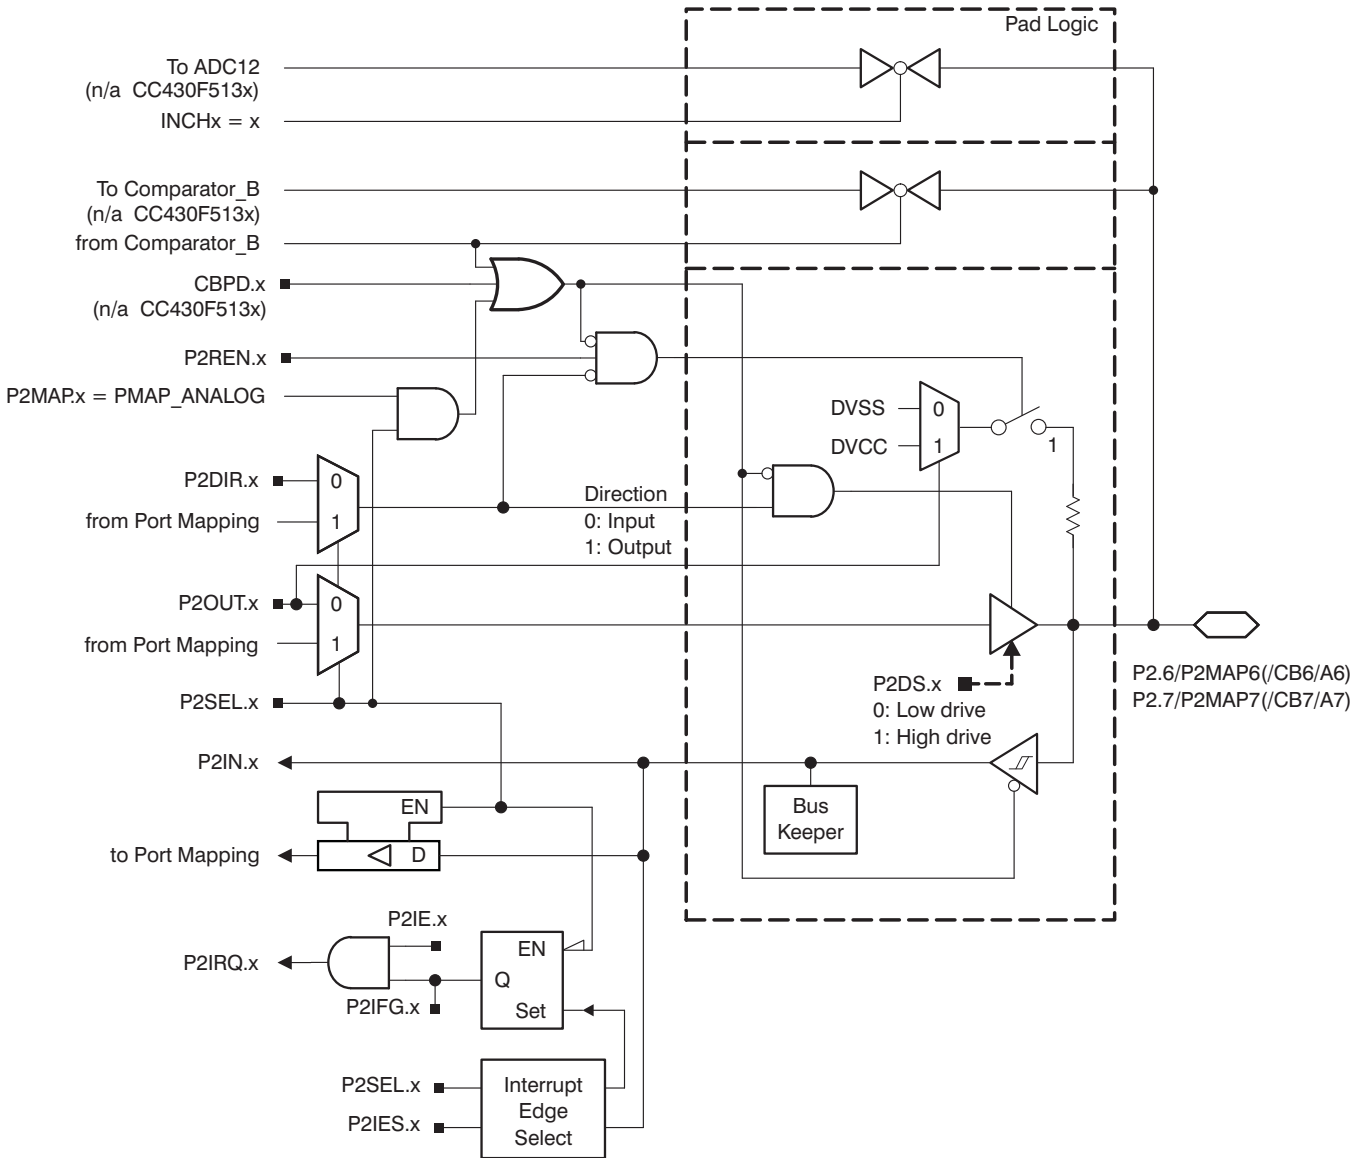 Pad Logic
To ADC12
(n/a CC430F513x)
INCHx = x
To Comparator_B
(n/a CC430F513x)
from Comparator_B
CBPD.x
(n/a CC430F513x)
P2REN.x
P2MAP.x = PMAP_ANALOG
DVSS
0
DVCC
1
1
P2DIR.x
0
from Port Mapping
1
Direction
0: Input
1: Output
P2OUT.x
0
from Port Mapping
1
P2SEL.x
P2DS.x
0: Low drive
1: High drive
P2.6/P2MAP6(/CB6/A6)
P2.7/P2MAP7(/CB7/A7)
P2IN.x
Bus
Keeper
EN
to Port Mapping
D
P2IE.x
P2IRQ.x
EN
Q
P2IFG.x
Set
P2SEL.x
P2IES.x
Interrupt
Edge
Select